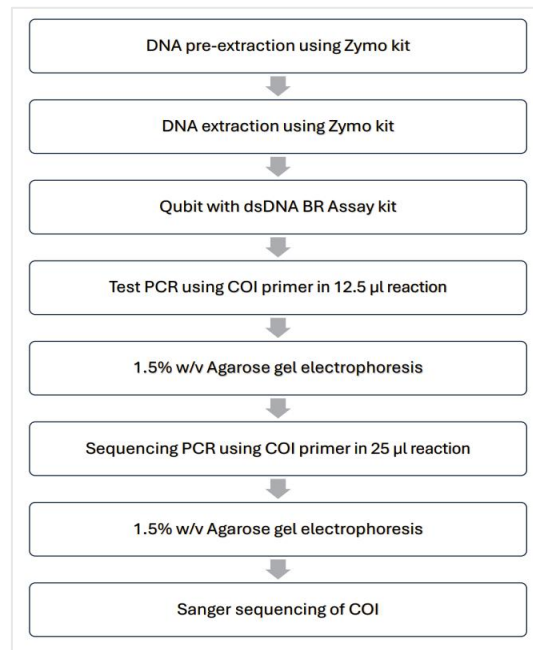 DNA pre-extraction using Zymo kit
DNA extraction using Zymo kit
Qubit with dsDNA BR Assay kit
Test PCR using COI primer in 12.5 µl reaction
1.5% w/v Agarose gel electrophoresis
Sequencing PCR using COI primer in 25 µl reaction
1.5% w/v Agarose gel electrophoresis
Sanger sequencing of COI